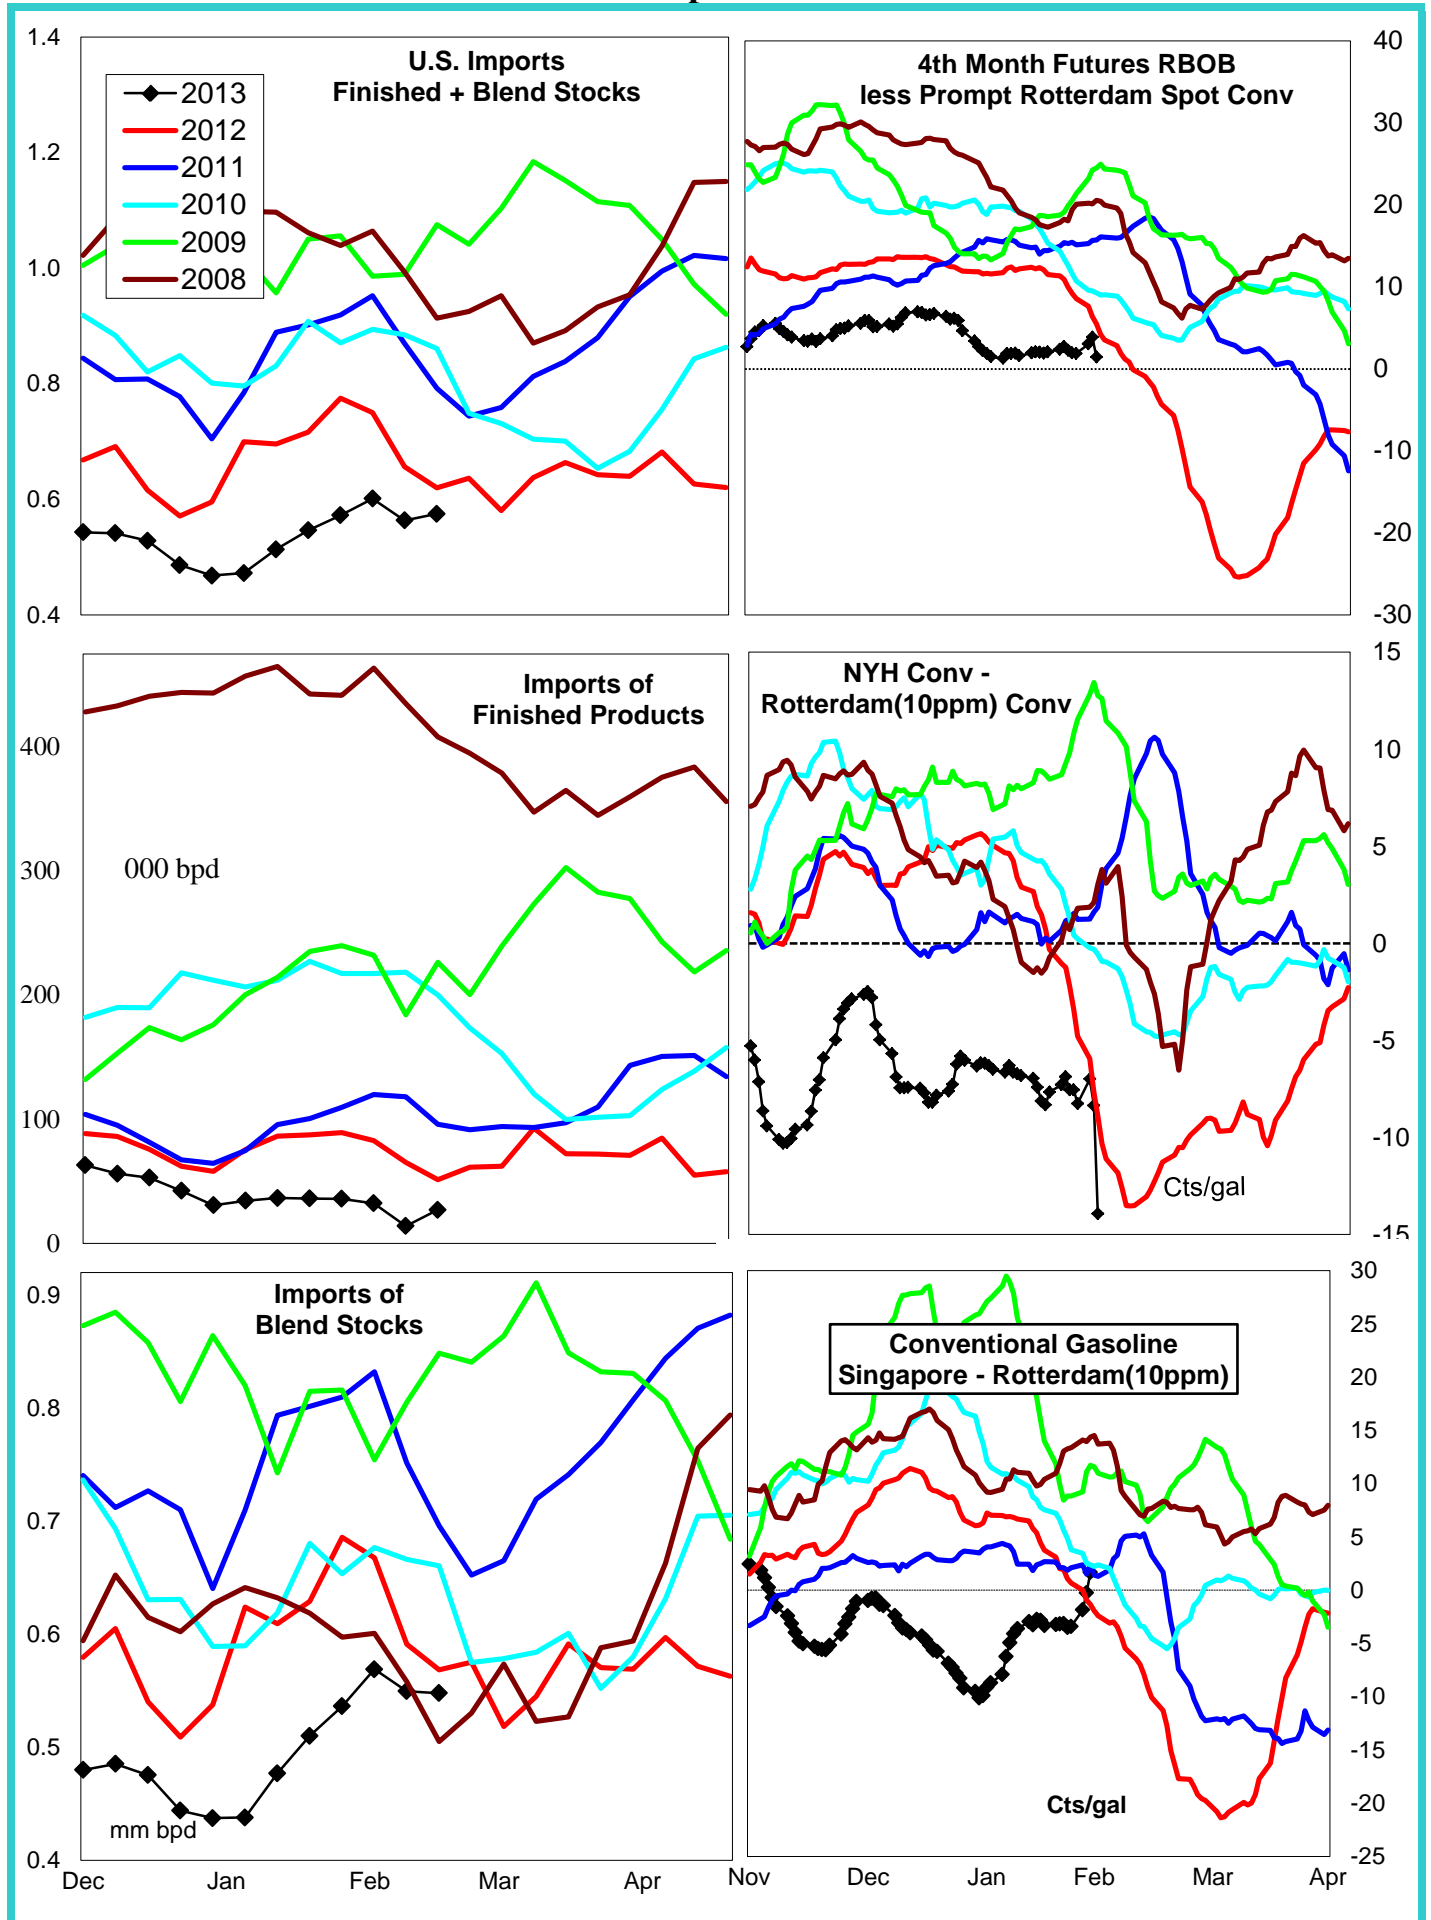 1.4
1.2
1.0
0.8
0.6
0.4
U.S. Imports
Finished + Blend Stocks
2013
2012
2011
2010
2009
2008
4th Month Futures RBOB
less Prompt Rotterdam Spot Conv
40
30
20
10
0
-10
-20
-30
Imports of
Finished Products
000 bpd
400
300
200
100
0
NYH Conv -
Rotterdam(10ppm) Conv
Cts/gal
15
10
5
0
-5
-10
-15
Imports of
Blend Stocks
mm bpd
0.9
0.8
0.7
0.6
0.5
0.4
Dec Jan Feb Mar Apr
Conventional Gasoline
Singapore - Rotterdam(10ppm)
Cts/gal
30
25
20
15
10
5
0
-5
-10
-15
-20
-25
Nov Dec Jan Feb Mar Apr